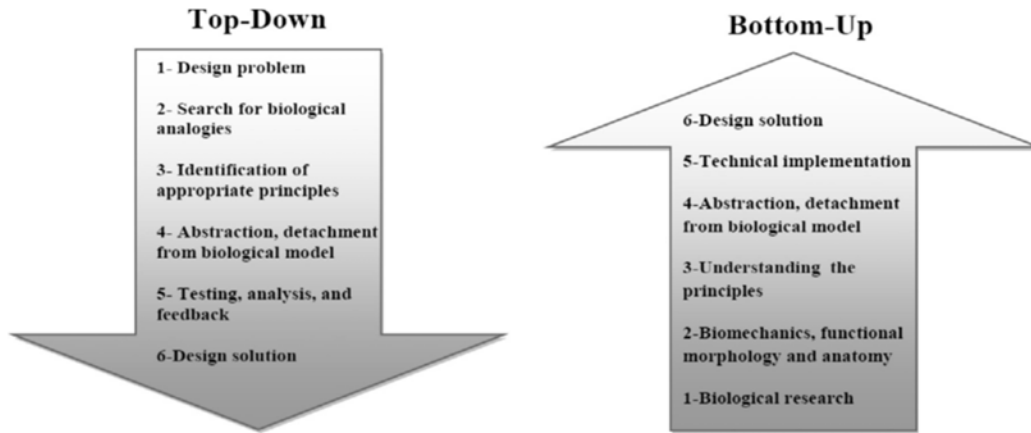 Top-Down
1- Design problem
2- Search for biological
analogies
3- Identification of
appropriate principles
4- Abstraction, detachment
from biological model
5- Testing, analysis, and
feedback
6-Design solution
Bottom-Up
6-Design solution
5-Technical implementation
4-Abstraction, detachment
from biological model
3-Understanding the
principles
2-Biomechanics, functional
morphology and anatomy
1-Biological research